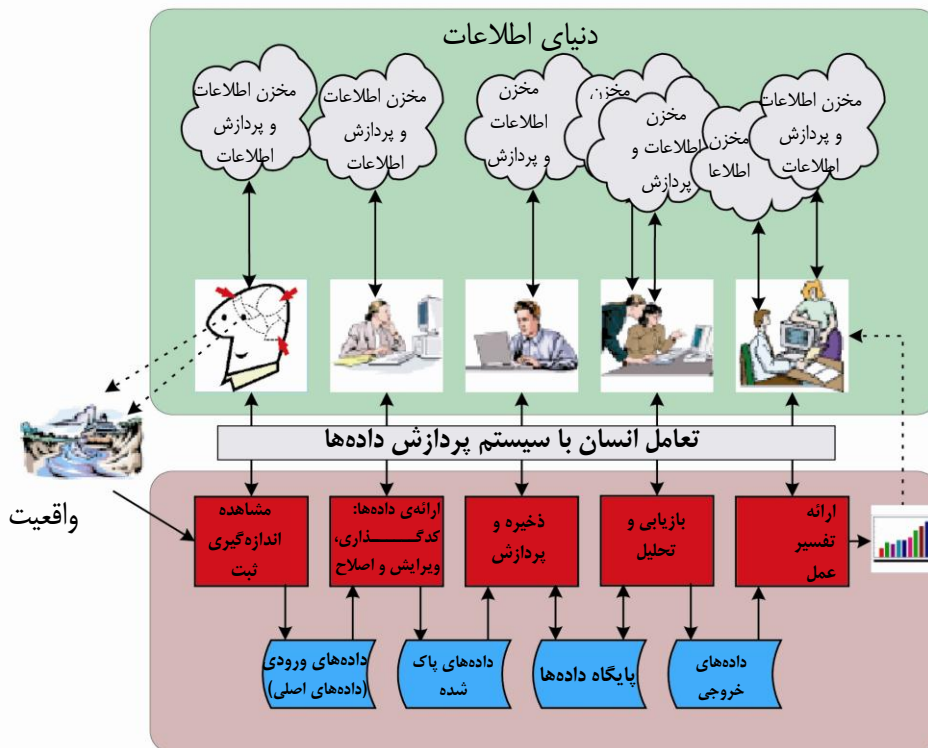 دنیای اطلاعات
مخزن اطلاعات
و پردازش
اطلاعات
مخزن اطلاعات
و پردازش
اطلاعات
مخزن
اطلاعات
و پردازش
مخزن
مخزن
اطلاعات و
پردازش
مخزن
اطلاعا
مخزن اطلاعات
و پردازش
اطلاعات
تعامل انسان با سیستم پردازش داده‌ها
واقعیت
مشاهده
اندازه‌گیری
ثبت
ارائه‌ی داده‌ها:
کدگـــــــذاری،
ویرایش و اصلاح
ذخیره و
پردازش
بازیابی و
تحلیل
ارائه
تفسیر
عمل
داده‌های ورودی
(داده‌های اصلی)
داده‌های پاک
شده
پایگاه داده‌ها
داده‌های
خروجی